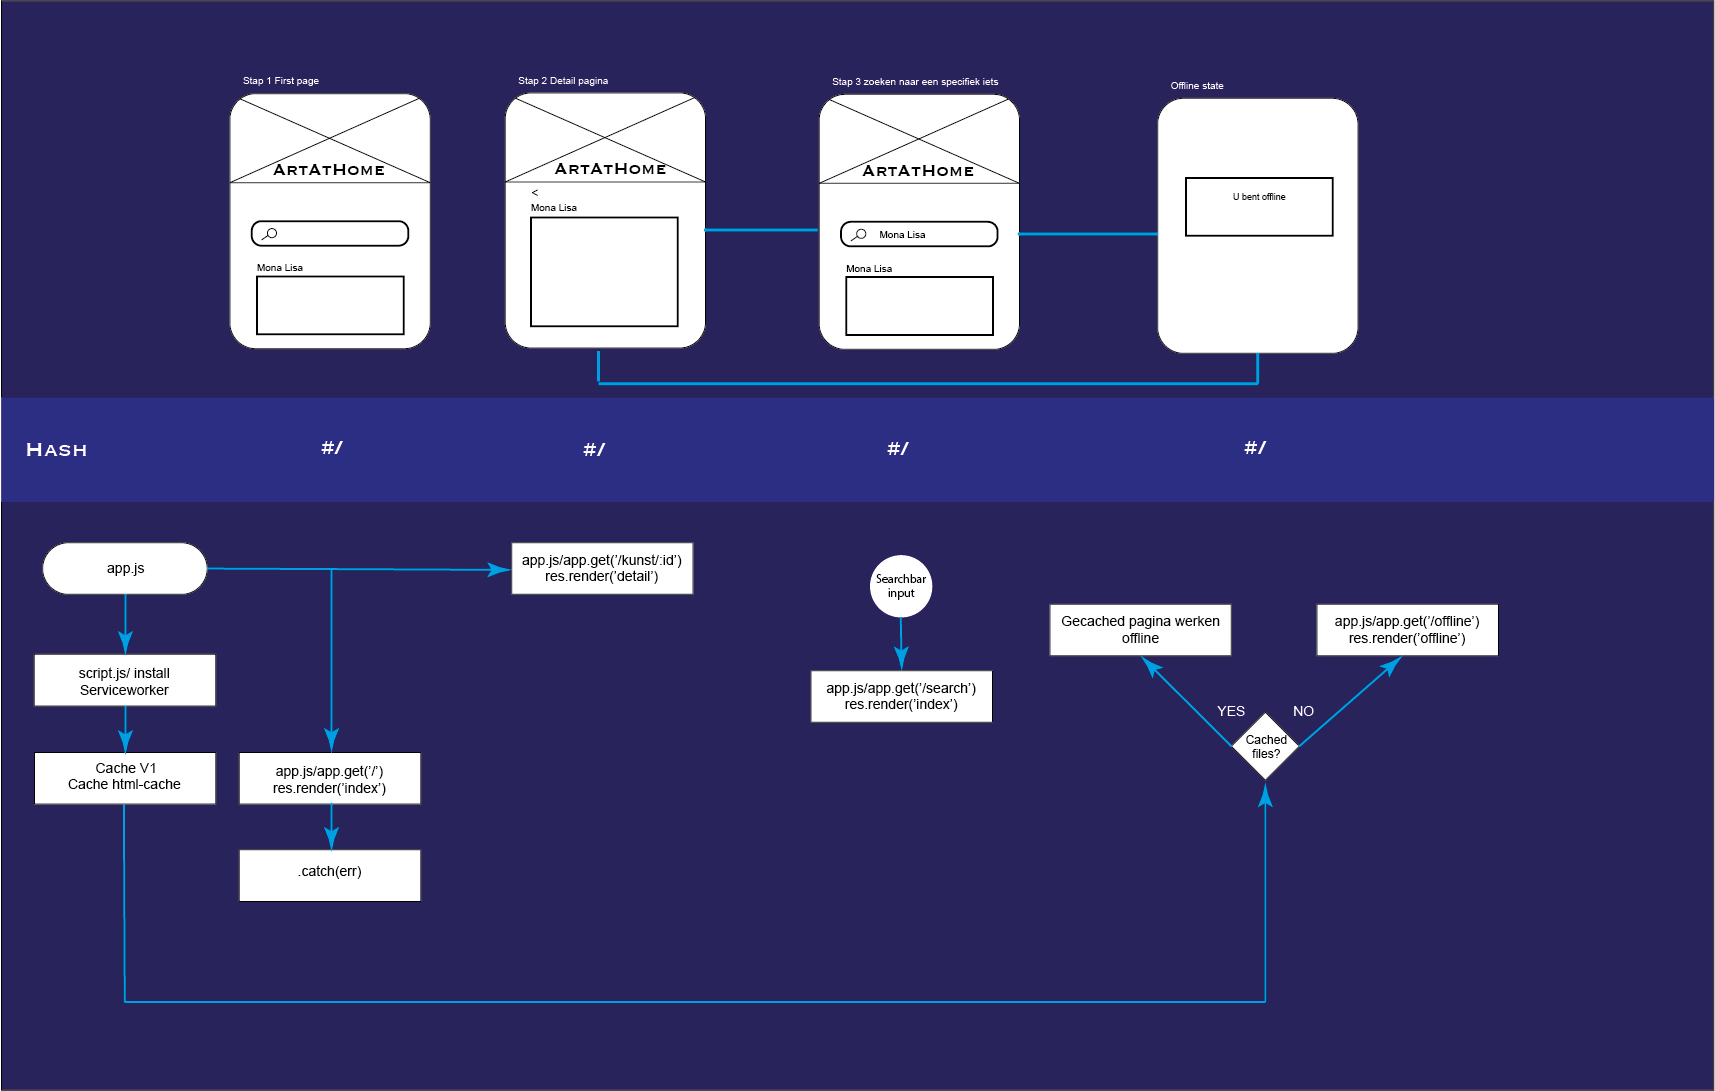 Stap 1 First page
Stap 2 Detail pagina
Stap 3 zoeken naar een specifiek iets
Offline state
ArtAtHome
ArtAtHome
ArtAtHome
<
Mona Lisa
Mona Lisa
Mona Lisa
Mona Lisa
U bent offline
Hash
#/
#/
#/
#/
app.js
script.js/ install
Serviceworker
Cache V1
Cache html-cache
app.js/app.get('/')
res.render('index')
.catch(err)
app.js/app.get('/kunst/:id')
res.render('detail')
Searchbar
input
app.js/app.get('/search')
res.render('index')
Gecached pagina werken
offline
app.js/app.get('/offline')
res.render('offline')
YES
NO
Cached
files?